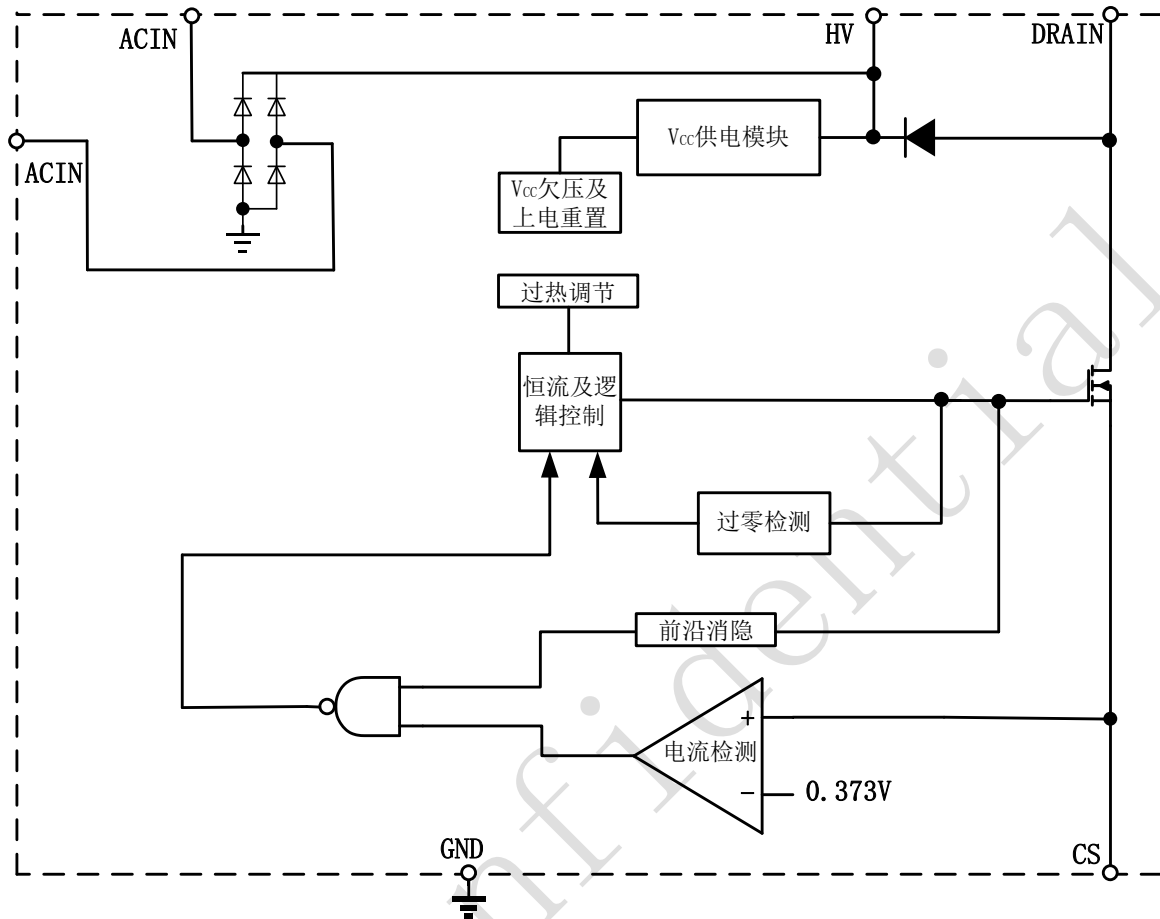 ACIN
HV
DRAIN
ACIN
Vcc供电模块
Vcc欠压及
上电重置
过热调节
恒流及逻
辑控制
过零检测
前沿消隐
+
电流检测
-
0.373V
GND
CS
nfidential